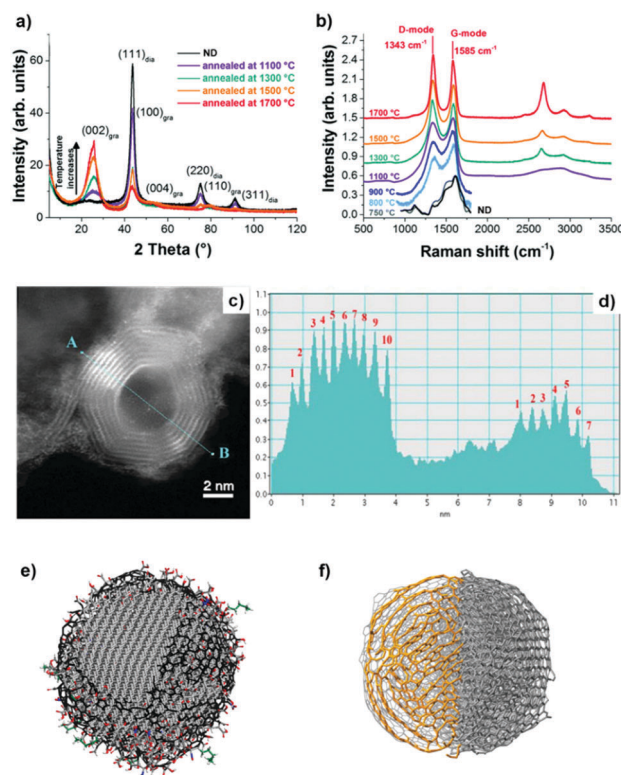 a)
Intensity (arb. units)
60
40
20
0
Temperature
increases
(002)gra
(111)dia
(100)gra
(004)gra
(220)dia
(110)gra
(311)dia
ND
annealed at 1100 °C
annealed at 1300 °C
annealed at 1500 °C
annealed at 1700 °C
20 40 60 80 100 120
2 Theta (°)
b)
Intensity (arb. units)
2.7
2.4
2.1
1.8
1.5
1.2
0.9
0.6
0.3
0.0
D-mode
1343 cm-1
G-mode
1585 cm-1
1700 °C
1500 °C
1300 °C
1100 °C
900 °C
800 °C
750 °C
ND
500 1000 1500 2000 2500 3000 3500
Raman shift (cm-1)
c)
A
B
2 nm
d)
1.1
1.0
0.9
0.8
0.7
0.6
0.5
0.4
0.3
0.2
0.1
0.0
1 2 3 4 5 6 7 8 9 10
1 2 3 4 5 6 7
0 1 2 3 4 5 6 7 8 9 10 11
nm
e)
f)